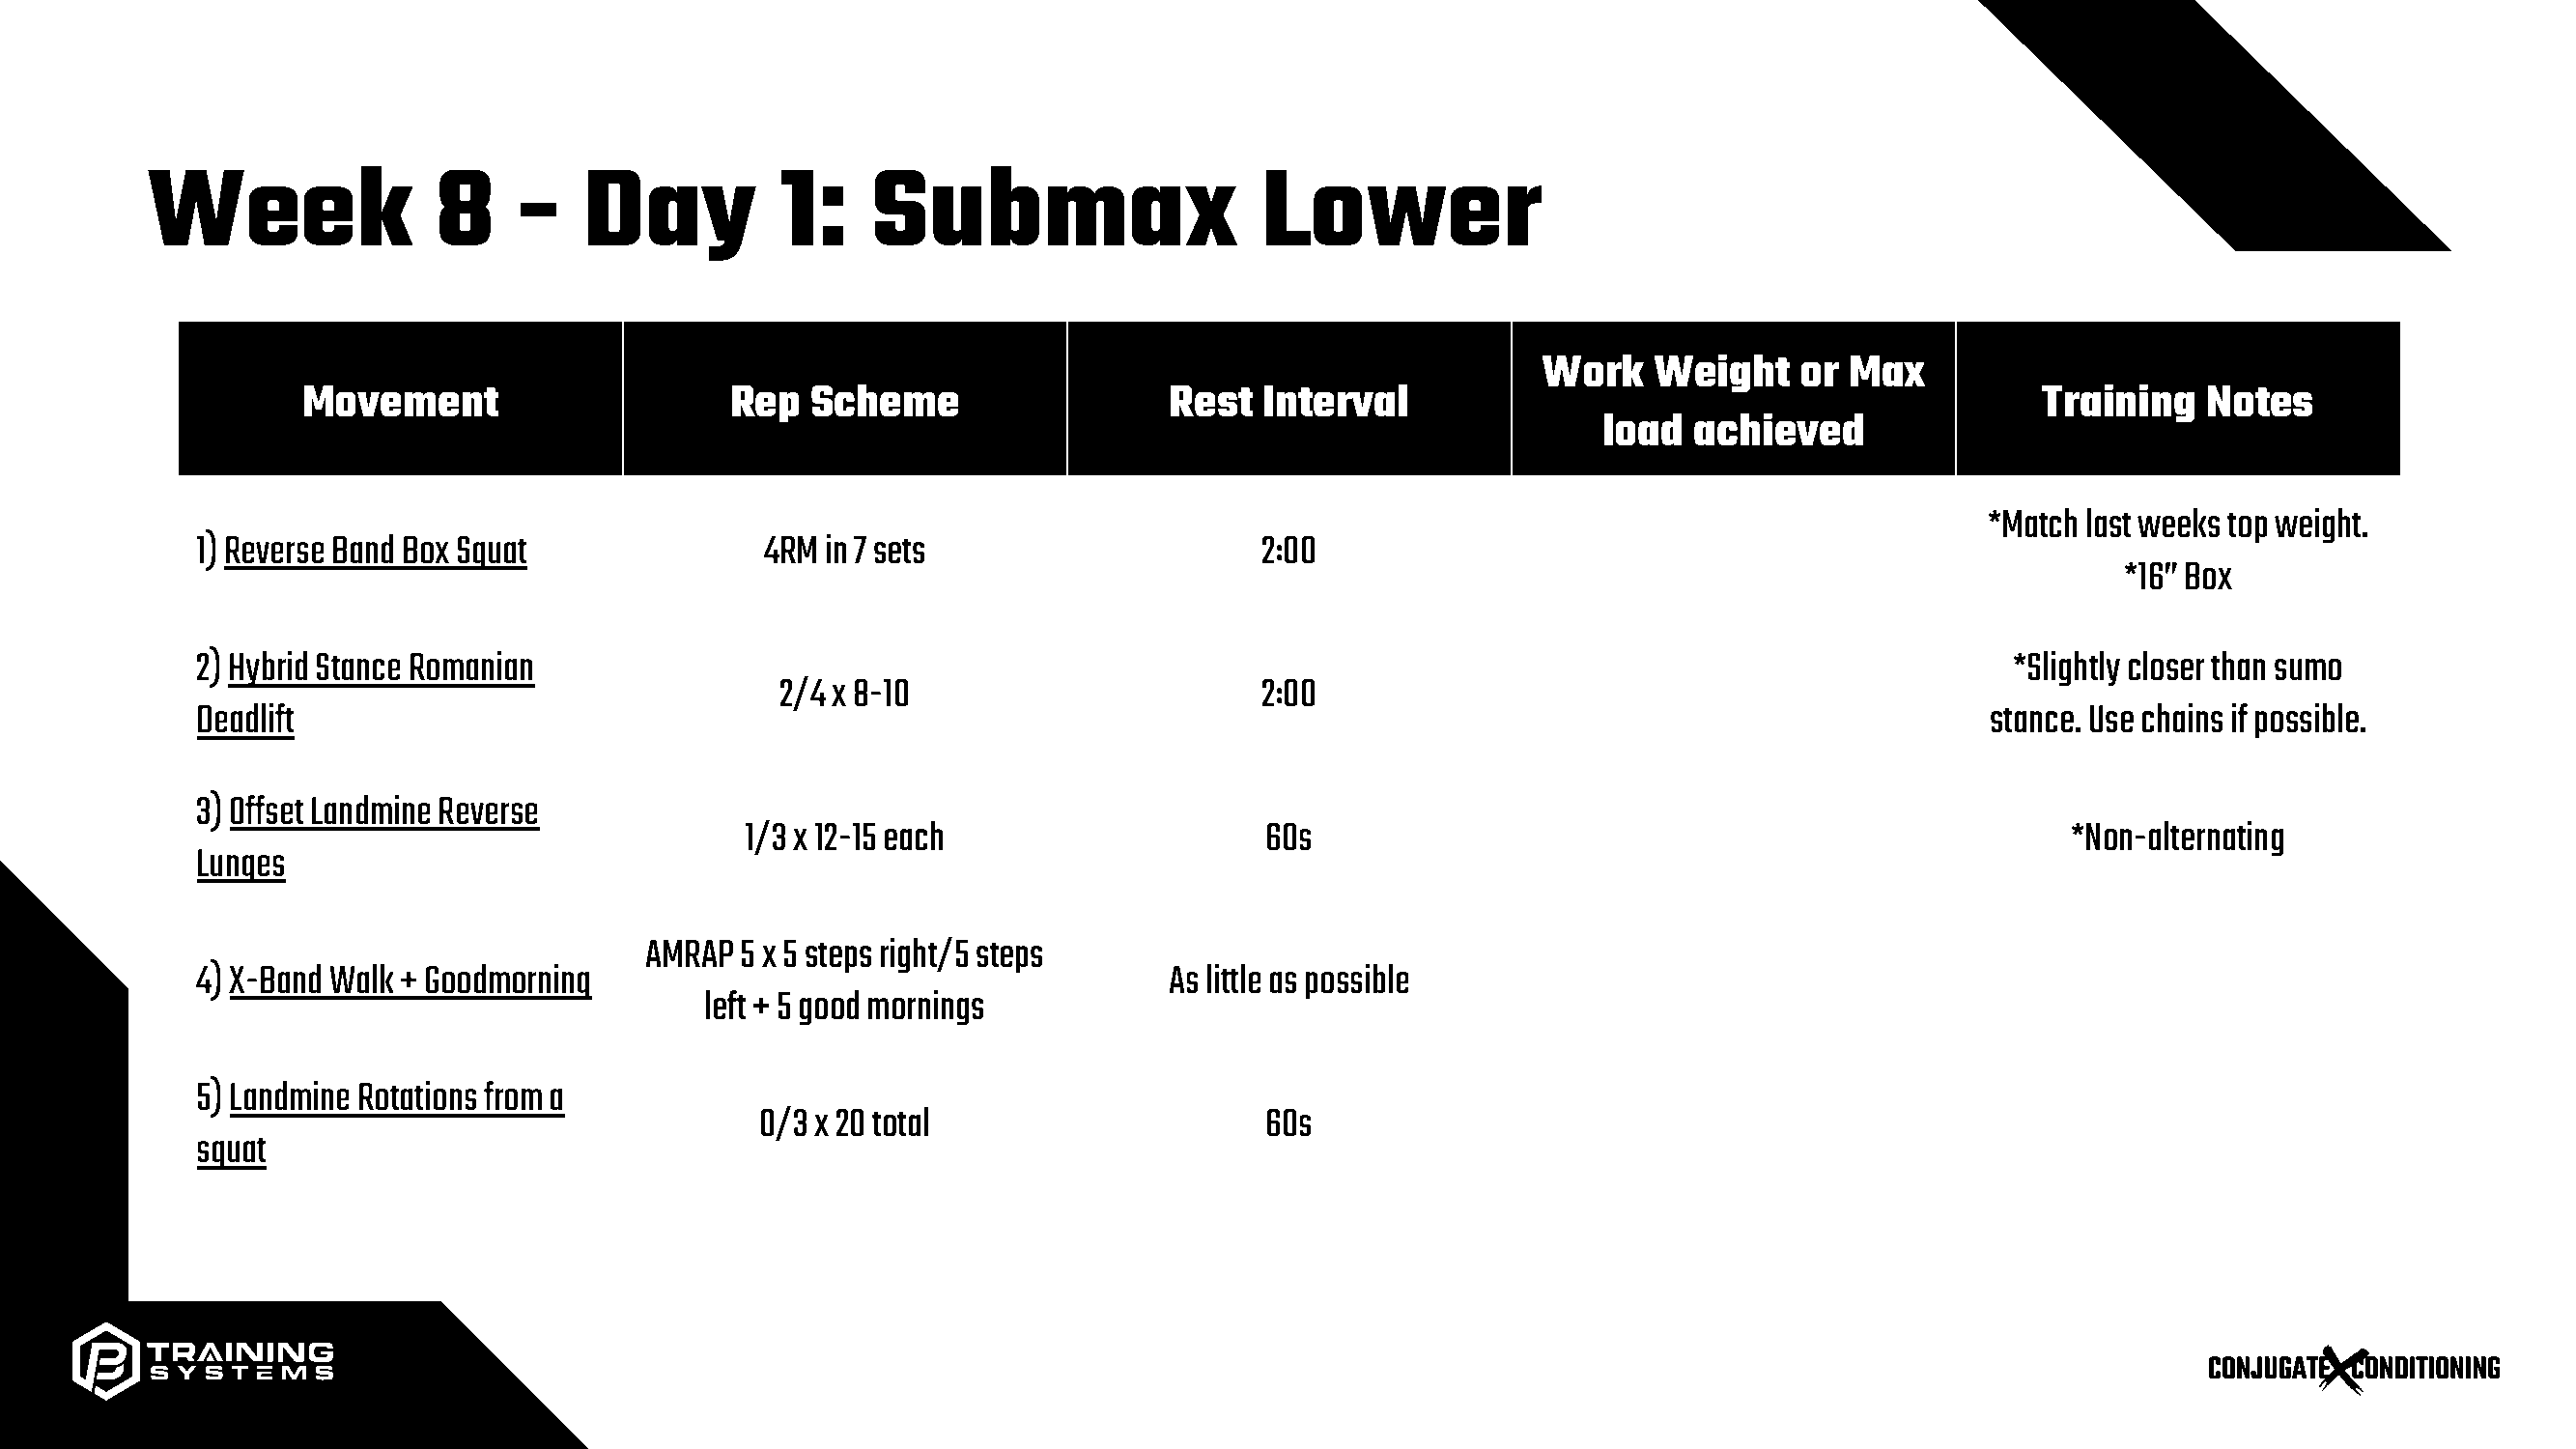 Week 8 - Day 1: Submax Lower
Movement
Rep Scheme
Rest Interval
Work Weight or Max
load achieved
Training Notes
1) Reverse Band Box Squat
4RM in 7 sets
2:00
*Match last weeks top weight.
*16” Box
2) Hybrid Stance Romanian
Deadlift
2/4 x 8-10
2:00
*Slightly closer than sumo
stance. Use chains if possible.
3) Offset Landmine Reverse
Lunges
1/3 x 12-15 each
60s
*Non-alternating
4) X-Band Walk + Goodmorning
AMRAP 5 x 5 steps right/5 steps
left + 5 good mornings
As little as possible
5) Landmine Rotations from a
squat
0/3 x 20 total
60s
TRAINING
SYSTEMS
CONJUGATE X CONDITIONING